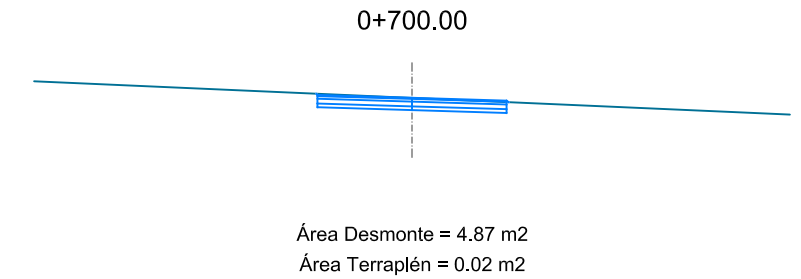 0+700.00
Área Desmonte = 4.87 m2
Área Terraplén = 0.02 m2